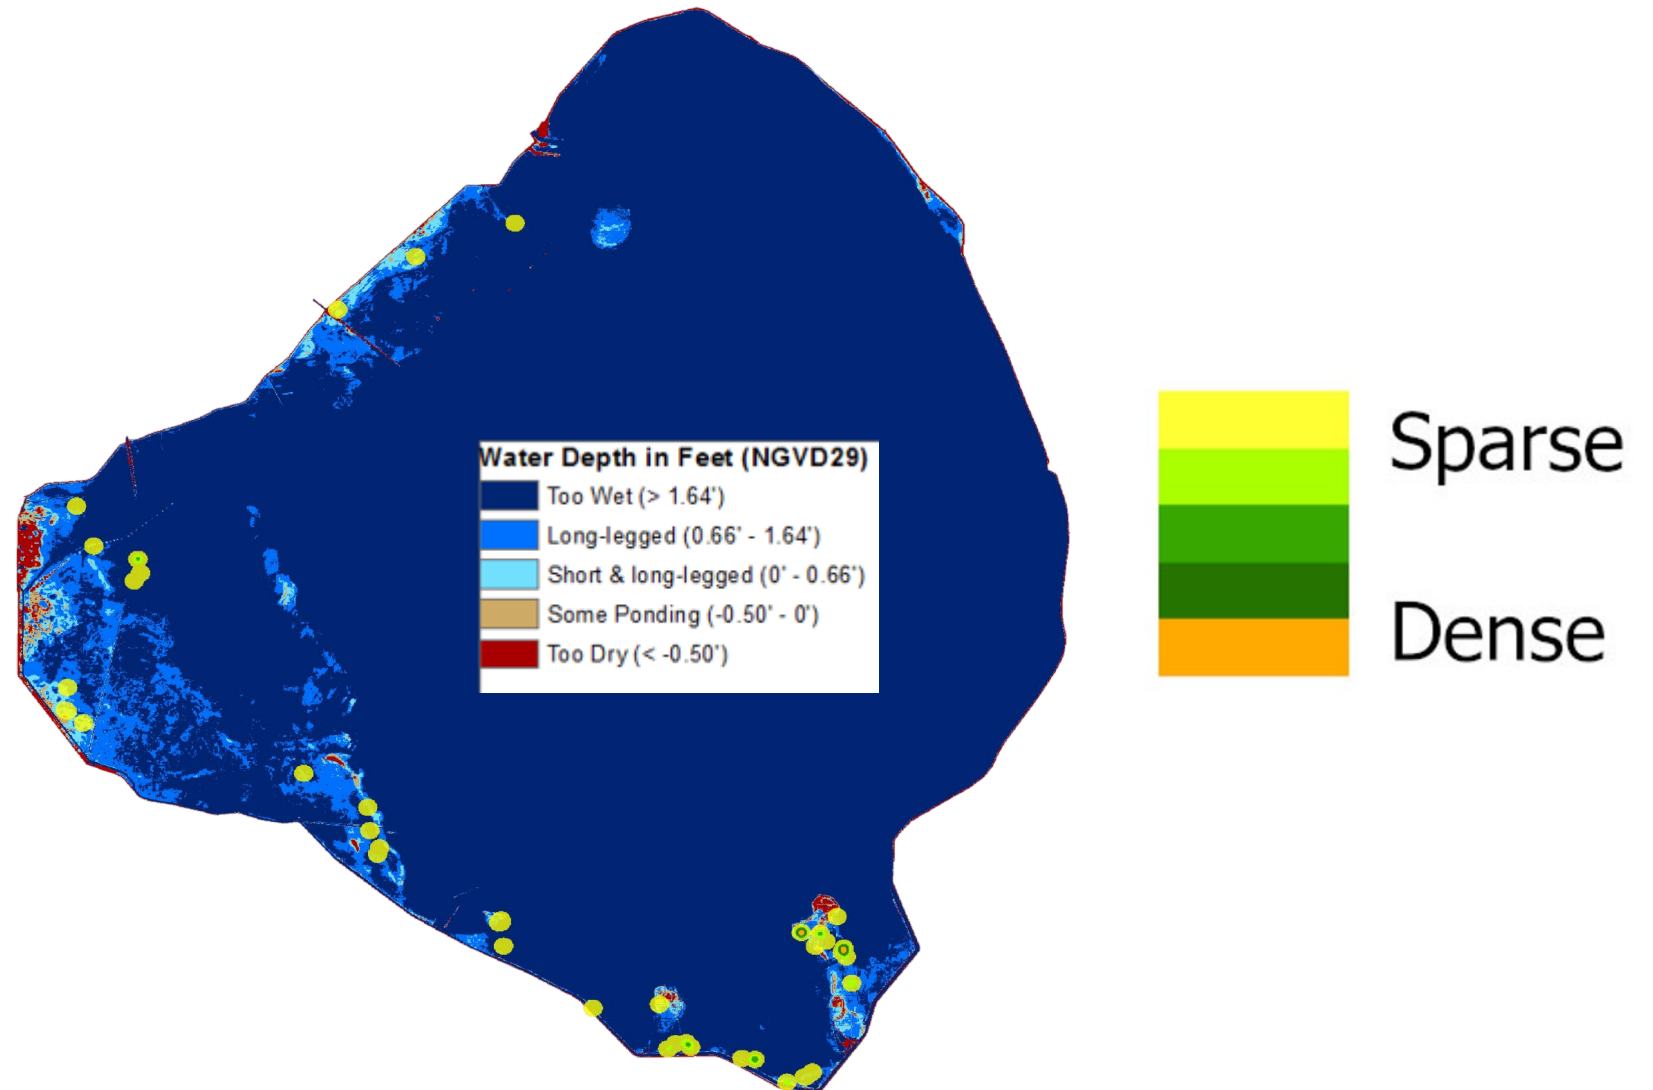 Water Depth in Feet (NGVD29)
Too Wet (> 1.64')
Long-legged (0.66' - 1.64')
Short & long-legged (0' - 0.66')
Some Ponding (-0.50' - 0')
Too Dry (< -0.50')
Sparse
Dense